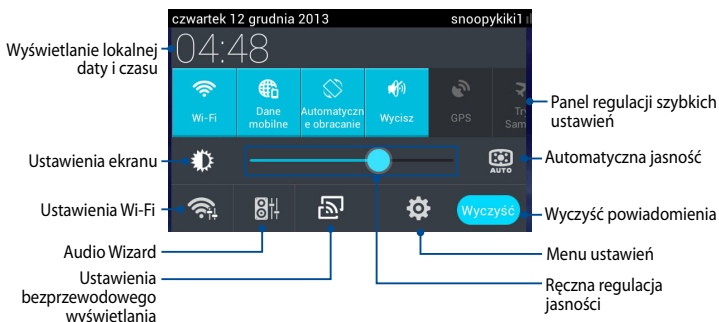 czwartek 12 grudnia 2013 snoopykiki1
04:48
Wyświetlanie lokalnej
daty i czasu
Wi-Fi
Dane
mobilne
Automatyczn
e obracanie
Wycisz
GPS
Try
Sam
Panel regulacji szybkich
ustawień
Ustawienia ekranu
AUTO
Automatyczna jasność
Ustawienia Wi-Fi
Wyczyść
Wyczyść powiadomienia
Audio Wizard
Menu ustawień
Ustawienia
bezprzewodowego
wyświetlania
Ręczna regulacja
jasności